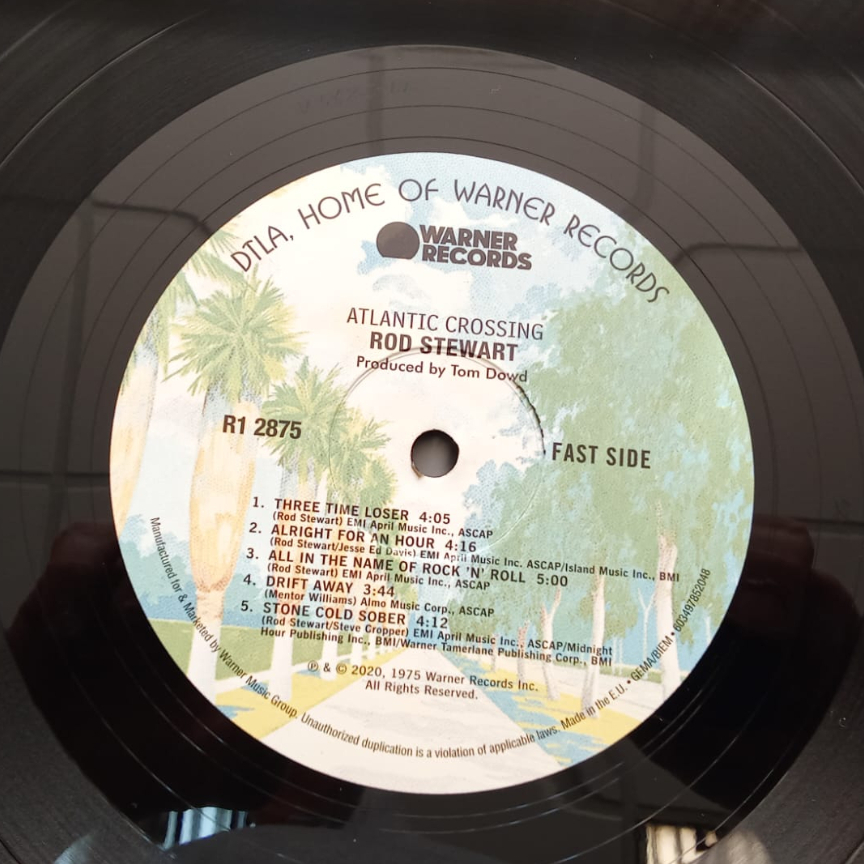 DTLA, HOME OF WARNER RECORDS
WARNER
RECORDS
ATLANTIC CROSSING
ROD STEWART
Produced by Tom Dowd
R1 2875
FAST SIDE
1. THREE TIME LOSER 4:05
(Rod Stewart) EMI April Music Inc., ASCAP
2. ALRIGHT FOR AN HOUR 4:16
(Rod Stewart/Jesse Ed Davis) EMI April Music Inc. ASCAP/Island Music Inc., BMI
3. ALL IN THE NAME OF ROCK 'N' ROLL 5:00
(Rod Stewart) EMI April Music Inc., ASCAP
4. DRIFT AWAY 3:44
(Mentor Williams) Almo Music Corp., ASCAP
5. STONE COLD SOBER 4:12
(Rod Stewart/Steve Cropper) EMI April Music Inc., ASCAP/Midnight
Hour Publishing Inc., BMI/Warner Tamerlane Publishing Corp., BMI
℗ & © 2020, 1975 Warner Records Inc.
All Rights Reserved.
Manufactured for & Marketed by Warner Music Group. Unauthorized duplication is a violation of applicable laws. Made in the E.U. • GEMA/BIEM • 603497852048